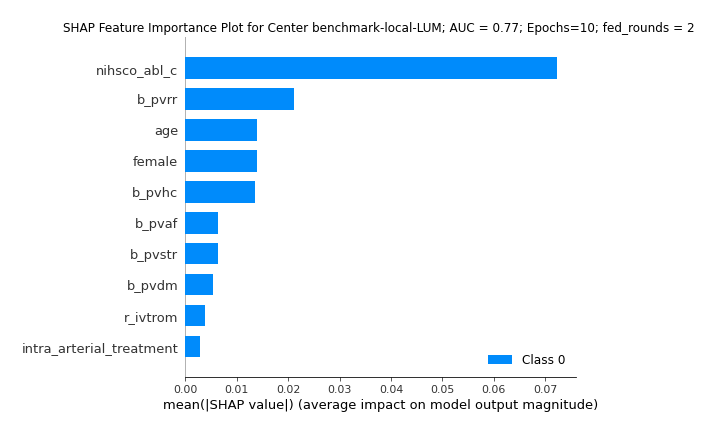 SHAP Feature Importance Plot for Center benchmark-local-LUM; AUC = 0.77; Epochs=10; fed_rounds = 2
nihsco_abl_c
b_pvrr
age
female
b_pvhc
b_pvaf
b_pvstr
b_pvdm
r_ivtrom
intra_arterial_treatment
Class 0
0.00 0.01 0.02 0.03 0.04 0.05 0.06 0.07
mean(|SHAP value|) (average impact on model output magnitude)